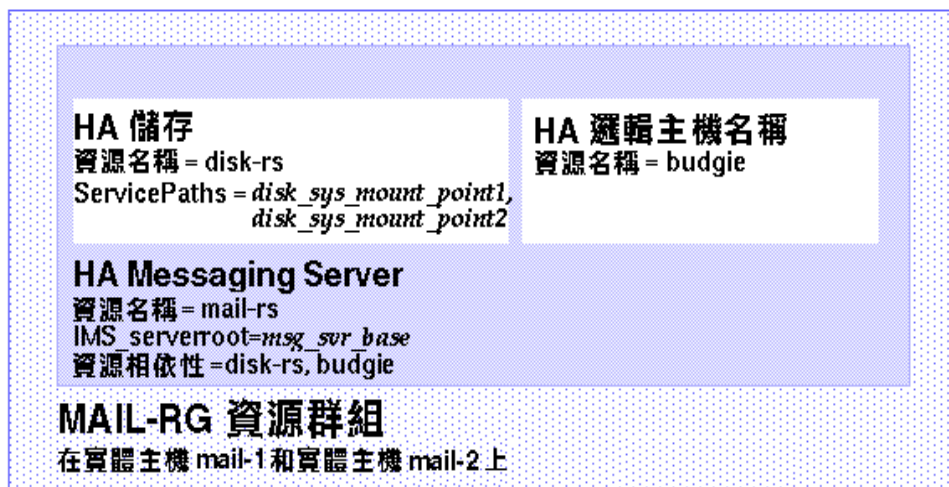 HA 儲存
資源名稱 = disk-rs
ServicePaths = disk_sys_mount_point1,
disk_sys_mount_point2
HA 邏輯主機名稱
資源名稱 = budgie
HA Messaging Server
資源名稱 = mail-rs
IMS_serverroot=msg_svr_base
資源相依性 =disk-rs, budgie
MAIL-RG 資源群組
在實體主機 mail-1 和實體主機 mail-2 上